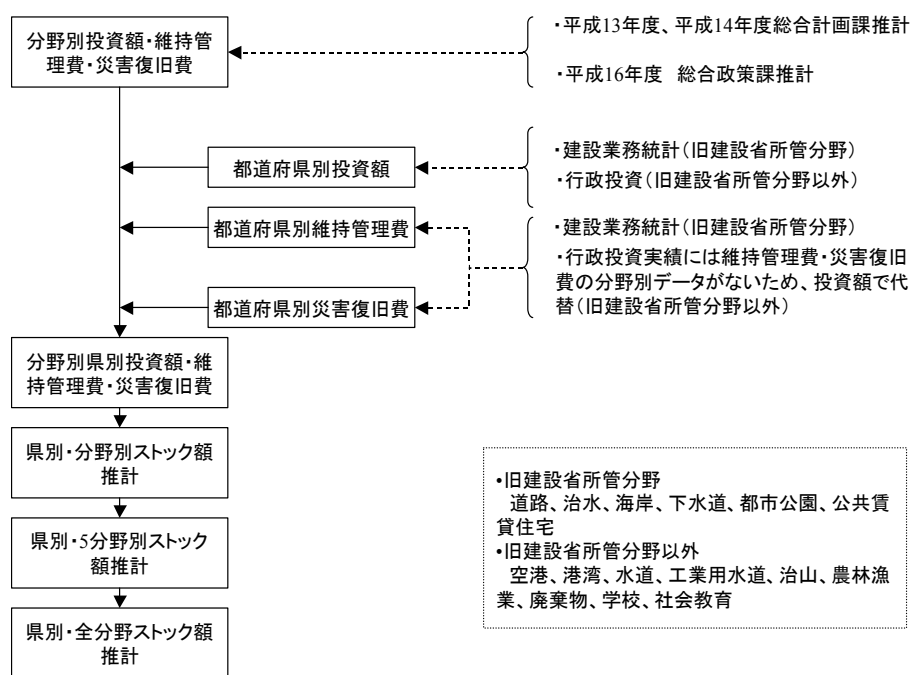 分野別投資額・維持管
理費・災害復旧費
・平成13年度、平成14年度総合計画課推計
・平成16年度　総合政策課推計
都道府県別投資額
・建設業務統計(旧建設省所管分野)
・行政投資(旧建設省所管分野以外)
都道府県別維持管理費
都道府県別災害復旧費
・建設業務統計(旧建設省所管分野)
・行政投資実績には維持管理費・災害復旧
費の分野別データがないため、投資額で代
替(旧建設省所管分野以外)
分野別県別投資額・維
持管理費・災害復旧費
県別・分野別ストック額
推計
県別・5分野別ストック
額推計
県別・全分野ストック額
推計
•旧建設省所管分野
道路、治水、海岸、下水道、都市公園、公共賃
貸住宅
•旧建設省所管分野以外
空港、港湾、水道、工業用水道、治山、農林漁
業、廃棄物、学校、社会教育